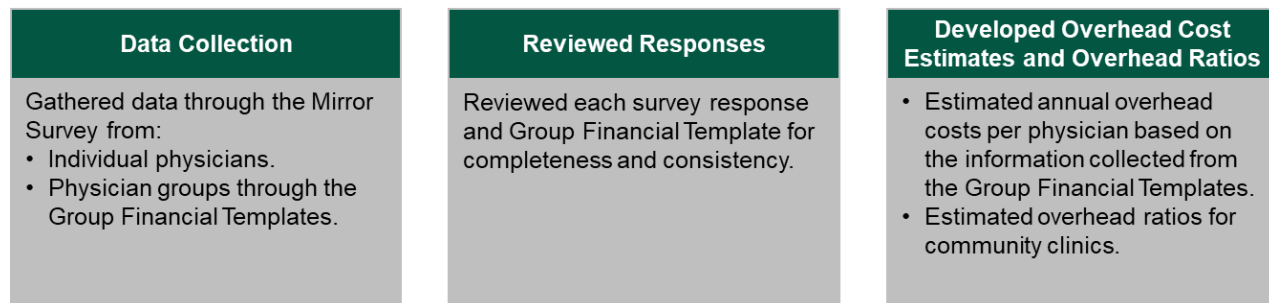 Data Collection
Gathered data through the Mirror
Survey from:
• Individual physicians.
• Physician groups through the
Group Financial Templates.
Reviewed Responses
Reviewed each survey response
and Group Financial Template for
completeness and consistency.
Developed Overhead Cost
Estimates and Overhead Ratios
• Estimated annual overhead
costs per physician based on
the information collected from
the Group Financial Templates.
• Estimated overhead ratios for
community clinics.